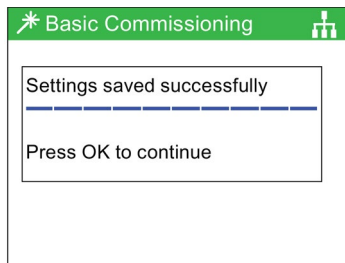 Basic Commissioning
Settings saved successfully
Press OK to continue